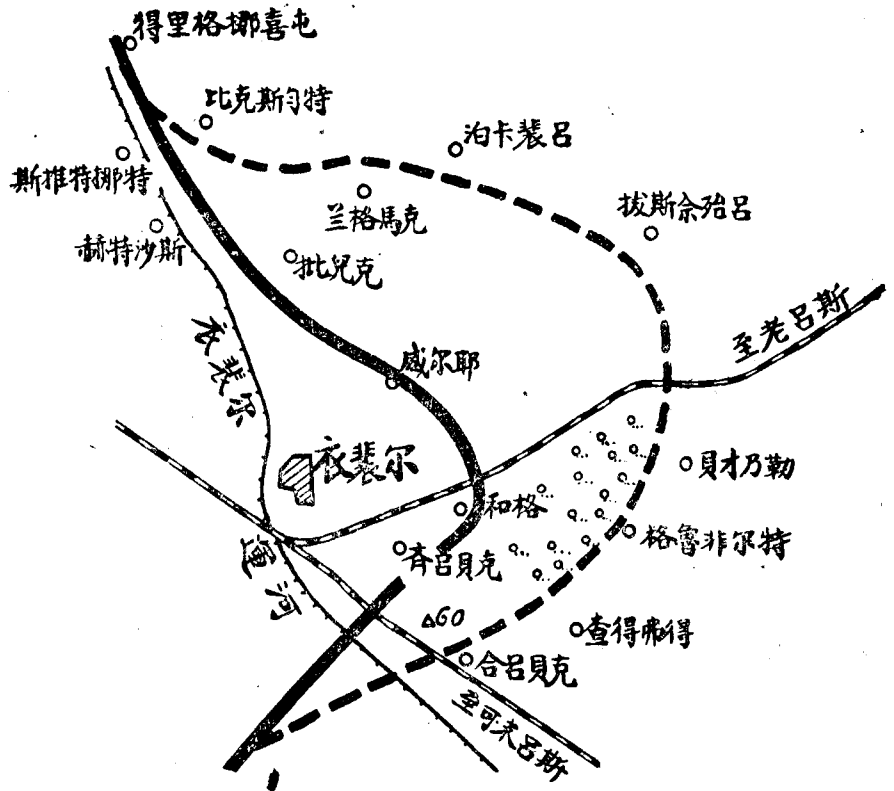 得里格挪喜屯
比克斯匀特
泊卡裴呂
斯推特挪特
兰格馬克
拔斯佘殆呂
赫特沙斯
批兒克
至老呂斯
衣裴尔
威尔耶
衣裴尔
貝才乃勒
和格
格魯非尔特
運河
斉呂貝克
△60
查得弗得
合呂貝克
至可末呂斯